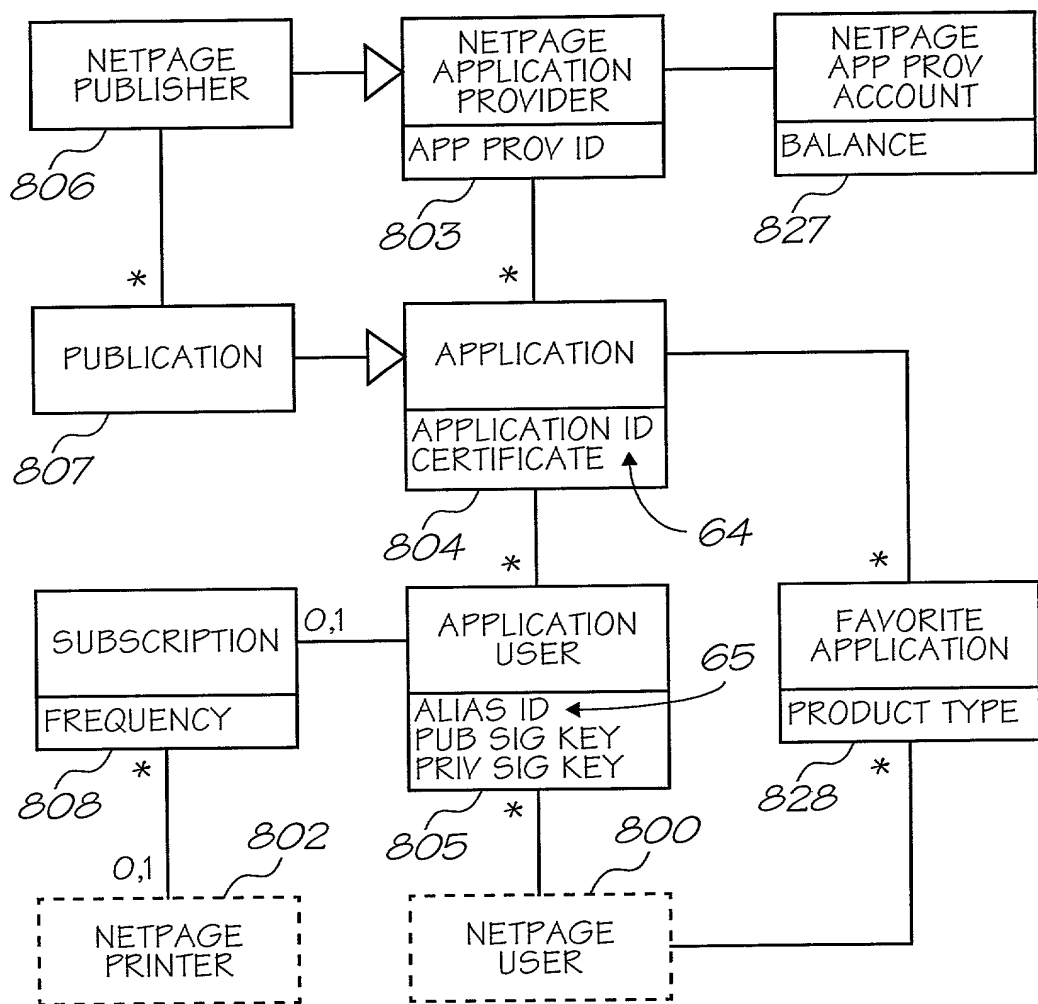 NETPAGE
PUBLISHER
NETPAGE
APPLICATION
PROVIDER
APP PROV ID
NETPAGE
APP PROV
ACCOUNT
BALANCE
806
803
827
*
*
PUBLICATION
APPLICATION
APPLICATION ID
CERTIFICATE
807
804
64
*
*
SUBSCRIPTION
0,1
APPLICATION
USER
FAVORITE
APPLICATION
65
FREQUENCY
ALIAS ID
PUB SIG KEY
PRIV SIG KEY
PRODUCT TYPE
808
*
805
*
828
*
802
800
0,1
NETPAGE
PRINTER
NETPAGE
USER